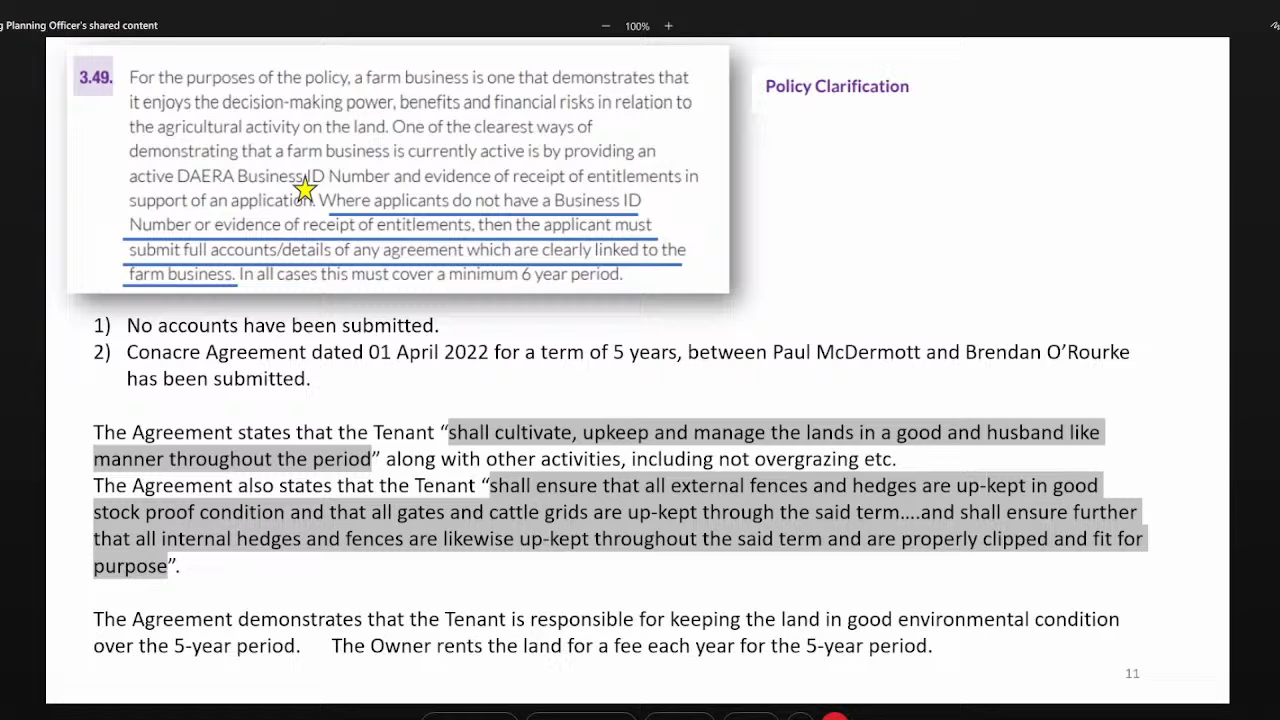 g Planning Officer's shared content
100%
3.49. For the purposes of the policy, a farm business is one that demonstrates that
it enjoys the decision-making power, benefits and financial risks in relation to
the agricultural activity on the land. One of the clearest ways of
demonstrating that a farm business is currently active is by providing an
active DAERA Business ID Number and evidence of receipt of entitlements in
support of an application. Where applicants do not have a Business ID
Number or evidence of receipt of entitlements, then the applicant must
submit full accounts/details of any agreement which are clearly linked to the
farm business. In all cases this must cover a minimum 6 year period.
Policy Clarification
1) No accounts have been submitted.
2) Conacre Agreement dated 01 April 2022 for a term of 5 years, between Paul McDermott and Brendan O’Rourke
has been submitted.
The Agreement states that the Tenant “shall cultivate, upkeep and manage the lands in a good and husband like
manner throughout the period” along with other activities, including not overgrazing etc.
The Agreement also states that the Tenant “shall ensure that all external fences and hedges are up-kept in good
stock proof condition and that all gates and cattle grids are up-kept through the said term….and shall ensure further
that all internal hedges and fences are likewise up-kept throughout the said term and are properly clipped and fit for
purpose”.
The Agreement demonstrates that the Tenant is responsible for keeping the land in good environmental condition
over the 5-year period. The Owner rents the land for a fee each year for the 5-year period.
11